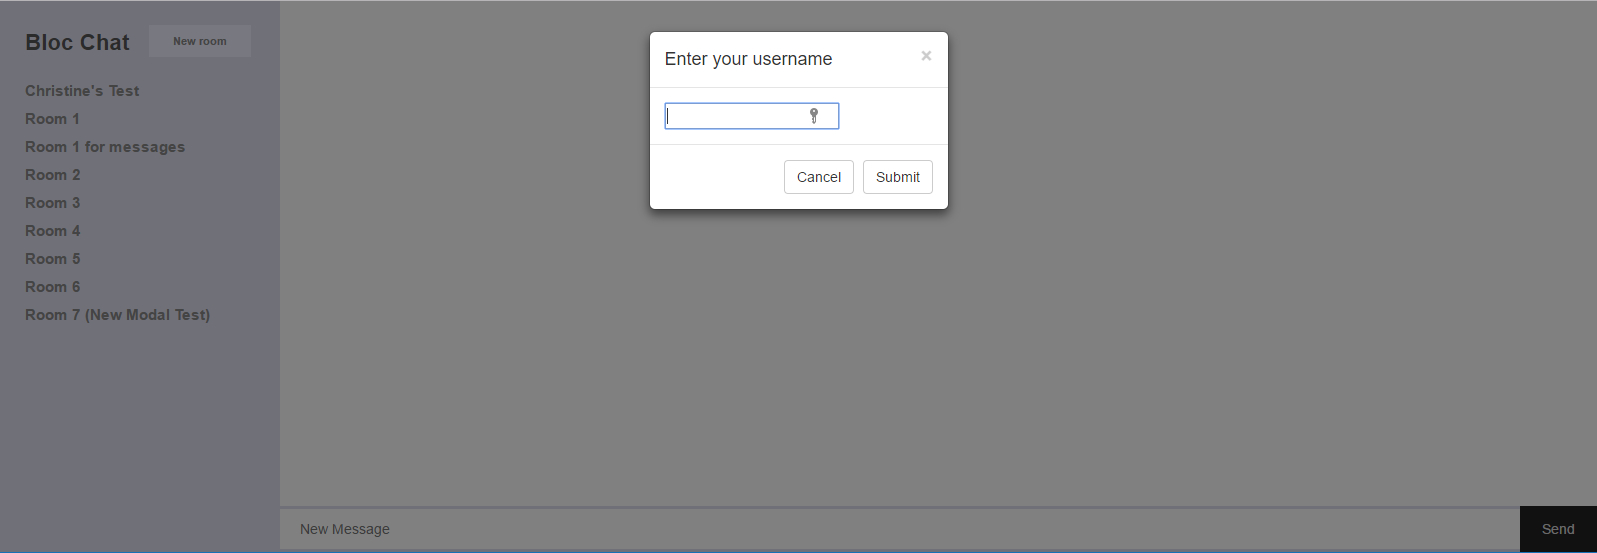 Bloc Chat
New room
Christine's Test
Room 1
Room 1 for messages
Room 2
Room 3
Room 4
Room 5
Room 6
Room 7 (New Modal Test)
Enter your username
×
Cancel
Submit
New Message
Send